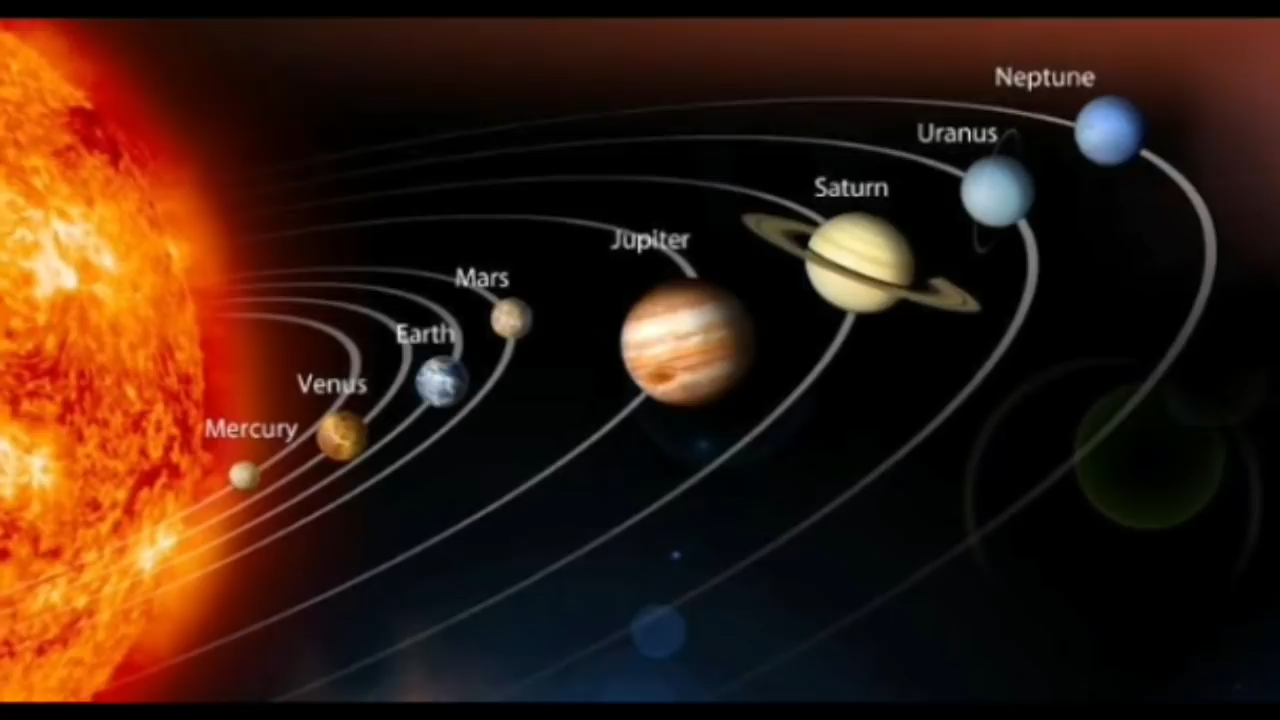 Neptune
Uranus
Saturn
Jupiter
Mars
Earth
Venus
Mercury